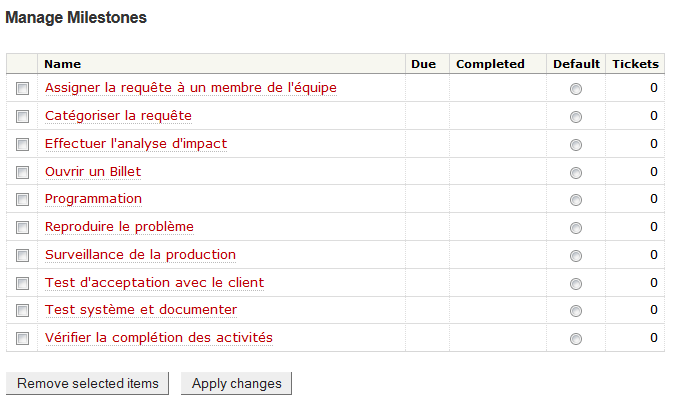 Manage Milestones
Name Due Completed Default Tickets
Assigner la requête à un membre de l'équipe 0
Catégoriser la requête 0
Effectuer l'analyse d'impact 0
Ouvrir un Billet 0
Programmation 0
Reproduire le problème 0
Surveillance de la production 0
Test d'acceptation avec le client 0
Test système et documenter 0
Vérifier la complétion des activités 0
Remove selected items Apply changes